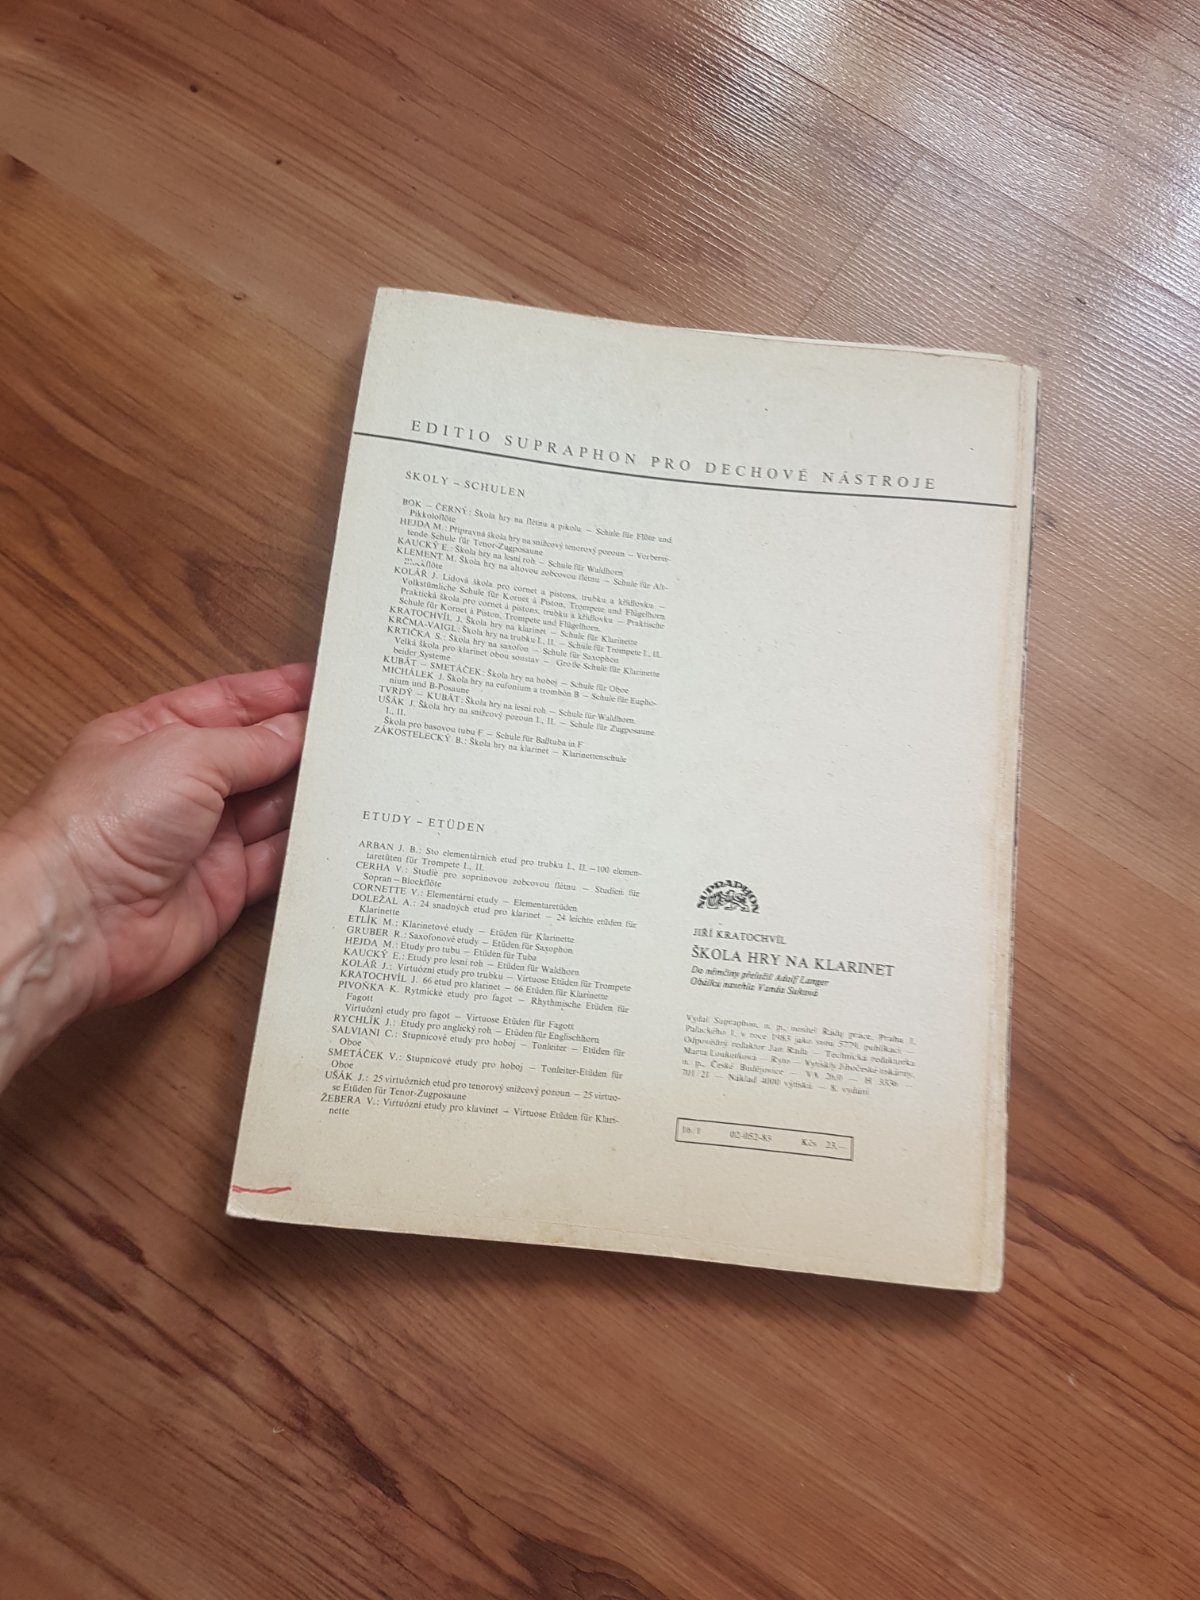 EDITIO SUPRAPHON PRO DECHOVÉ NÁSTROJE
ŠKOLY – SCHULEN
BOK – ČERNÝ: Škola hry na flétnu a pikolu – Schule für Flöte und
Pikkoloflöte
HEJDA M.: Přípravná škola hry na snižcový tenorový pozoun – Vorberei-
tende Schule für Tenor-Zugposaune
KAUCKÝ E.: Škola hry na lesní roh – Schule für Waldhorn
KLEMENT M. Škola hry na altovou zobcovou flétnu – Schule für Alt-
blockflöte
KOLÁŘ J. Lidová škola pro cornet a pistons, trubku a křídlovku –
Volkstümliche Schule für Kornet à Piston, Trompete und Flügelhorn
Praktická škola pro cornet à pistons, trubku a křídlovku – Praktische
Schule für Kornet à Piston, Trompete und Flügelhorn.
KRATOCHVÍL J. Škola hry na klarinet – Schule für Klarinette
KRČMA-VAIGL: Škola hry na trubku I., II. – Schule für Trompete I., II.
KRTIČKA S.: Škola hry na saxofon – Schule für Saxophon
Velká škola pro klarinet obou soustav – Große Schule für Klarinette
beider Systeme
KUBÁT – SMETÁČEK: Škola hry na hoboj – Schule für Oboe
MICHÁLEK J. Škola hry na eufonium a trombón B – Schule für Eupho-
nium und B-Posaune
TVRDÝ – KUBÁT: Škola hry na lesní roh – Schule für Waldhorn
UŠÁK J. Škola hry na snižcový pozoun I., II. – Schule für Zugposaune
I., II.
Škola pro basovou tubu F – Schule für Baßtuba in F
ZÁKOSTELECKÝ B.: Škola hry na klarinet – Klarinettenschule
ETUDY – ETÜDEN
ARBAN J. B.: Sto elementárních etud pro trubku I., II. – 100 elemen-
taretüten für Trompete I., II.
CERHA V.: Studie pro sopránovou zobcovou flétnu – Studien für
Sopran – Blockflöte
CORNETTE V.: Elementární etudy – Elementaretüden
DOLEŽAL A.: 24 snadných etud pro klarinet – 24 leichte etüden für
Klarinette
ETLÍK M.: Klarinetové etudy – Etüden für Klarinette
GRUBER R.: Saxofonové etudy – Etüden für Saxophon
HEJDA M.: Etudy pro tubu – Etüden für Tuba
KAUCKÝ E.: Etudy pro lesní roh – Etüden für Waldhorn
KOLÁŘ J.: Virtuózní etudy pro trubku – Virtuose Etüden für Trompete
KRATOCHVÍL J. 66 etud pro klarinet – 66 Etüden für Klarinette
PIVOŇKA K. Rytmické etudy pro fagot – Rhythmische Etüden für
Fagott
Virtuózní etudy pro fagot – Virtuose Etüden für Fagott
RYCHLÍK J.: Etudy pro anglický roh – Etüden für Englischhorn
SALVIANI C.: Stupnicové etudy pro hoboj – Tonleiter – Etüden für
Oboe
SMETÁČEK V.: Stupnicové etudy pro hoboj – Tonleiter-Etüden für
Oboe
UŠÁK J.: 25 virtuózních etud pro tenorový snižcový pozoun – 25 virtuo-
se Etüden für Tenor-Zugposaune
ŽEBERA V.: Virtuózní etudy pro klavinet – Virtuose Etüden für Klari-
nette
SUPRAPHON
JIŘÍ KRATOCHVÍL
ŠKOLA HRY NA KLARINET
Do němčiny přeložil Adolf Langer
Obálku navrhla Vanda Suková
Vydal Supraphon, n. p., nositel Řádu práce, Praha 1,
Palackého 1, v roce 1983 jako svou 5779. publikaci –
Odpovědný redaktor Jan Rada – Technická redaktorka
Marta Loukotková – Vytiskly Jihočeské tiskárny,
n. p., České Budějovice – H 3336 –
701/21 – Náklad 4000 výtisků – 8. vydání
02-052-83 Kčs 23,–